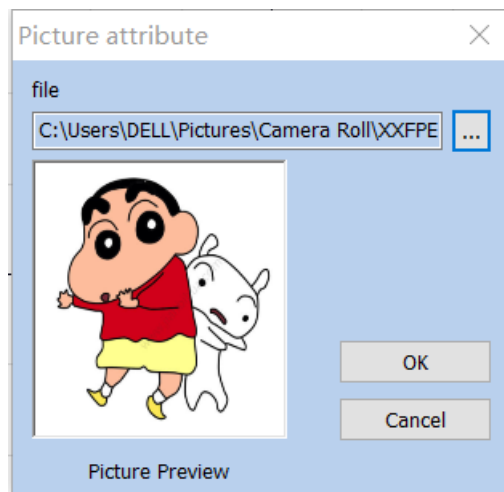 Picture attribute
file
C:\Users\DELL\Pictures\Camera Roll\XXFPE
...
OK
Cancel
Picture Preview